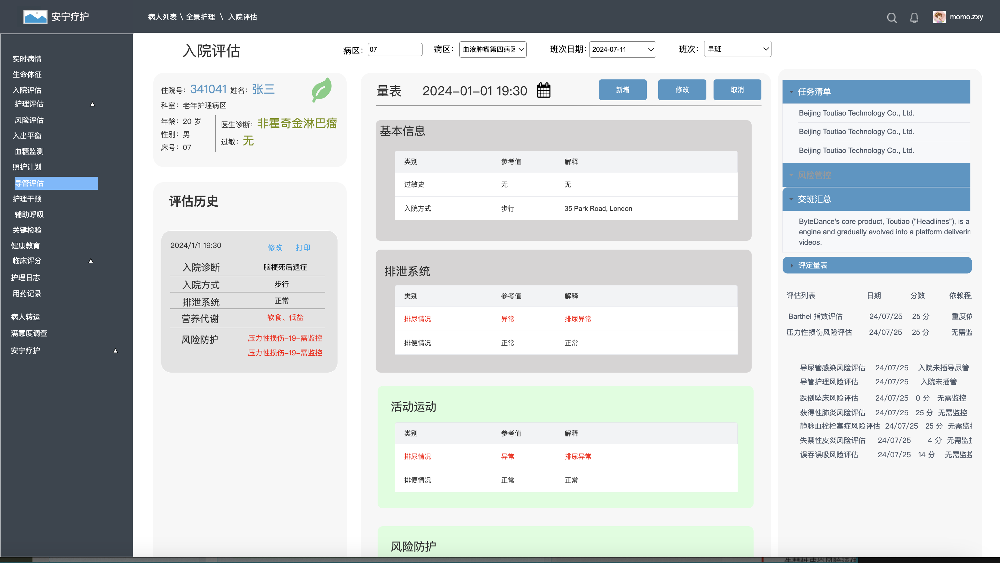 安宁疗护
病人列表 \ 全景护理 \ 入院评估
momo.zxy
实时病情
生命体征
入院评估
护理评估
风险评估
入出平衡
血糖监测
照护计划
导管评估
护理干预
辅助呼吸
关键检验
健康教育
临床评分
护理日志
用药记录
病人转运
满意度调查
安宁疗护
入院评估 病区： 07 病区： 血液肿瘤第四病区 班次日期： 2024-07-11 班次： 早班
住院号： 341041 姓名： 张三
科室： 老年护理病区
年龄： 20 岁
性别： 男
床号： 07
医生诊断： 非霍奇金淋巴瘤
过敏： 无
评估历史
2024/1/1 19:30 修改 打印
入院诊断 脑梗死后遗症
入院方式 步行
排泄系统 正常
营养代谢 软食、低盐
风险防护 压力性损伤-19-需监控
压力性损伤-19-需监控
量表 2024-01-01 19:30 新增 修改 取消
基本信息
类别 参考值 解释
过敏史 无 无
入院方式 步行 35 Park Road, London
排泄系统
类别 参考值 解释
排尿情况 异常 排尿异常
排便情况 正常 正常
活动运动
类别 参考值 解释
排尿情况 异常 排尿异常
排便情况 正常 正常
风险防护
任务清单
Beijing Toutiao Technology Co., Ltd.
Beijing Toutiao Technology Co., Ltd.
Beijing Toutiao Technology Co., Ltd.
风险管控
交班汇总
ByteDance's core product, Toutiao ("Headlines"), is a
engine and gradually evolved into a platform deliverin
videos.
评定量表
评估列表 日期 分数 依赖程
Barthel 指数评估 24/07/25 25 分 重度依
压力性损伤风险评估 24/07/25 25 分 无需监
导尿管感染风险评估 24/07/25 入院未插导尿管
导管护理风险评估 24/07/25 入院未插管
跌倒坠床风险评估 24/07/25 0 分 无需监控
获得性肺炎风险评估 24/07/25 25 分 无需监控
静脉血栓栓塞症风险评估 24/07/25 25 分 无需监
失禁性皮炎风险评估 24/07/25 4 分 无需监控
误吞误吸风险评估 24/07/25 14 分 无需监控